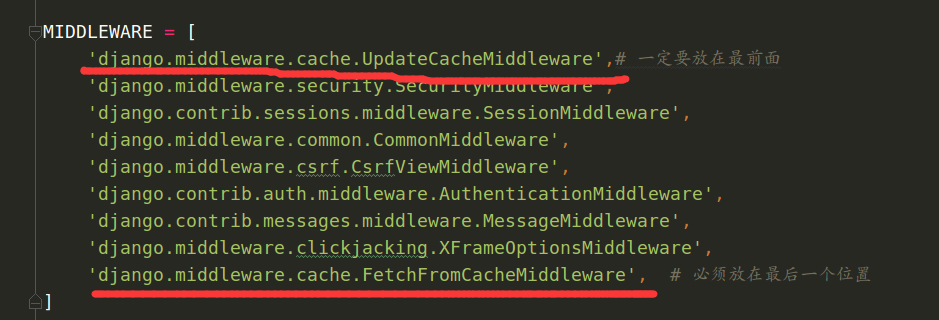 MIDDLEWARE = [
'django.middleware.cache.UpdateCacheMiddleware',# 一定要放在最前面
'django.middleware.security.SecurityMiddleware',
'django.contrib.sessions.middleware.SessionMiddleware',
'django.middleware.common.CommonMiddleware',
'django.middleware.csrf.CsrfViewMiddleware',
'django.contrib.auth.middleware.AuthenticationMiddleware',
'django.contrib.messages.middleware.MessageMiddleware',
'django.middleware.clickjacking.XFrameOptionsMiddleware',
'django.middleware.cache.FetchFromCacheMiddleware', # 必须放在最后一个位置
]